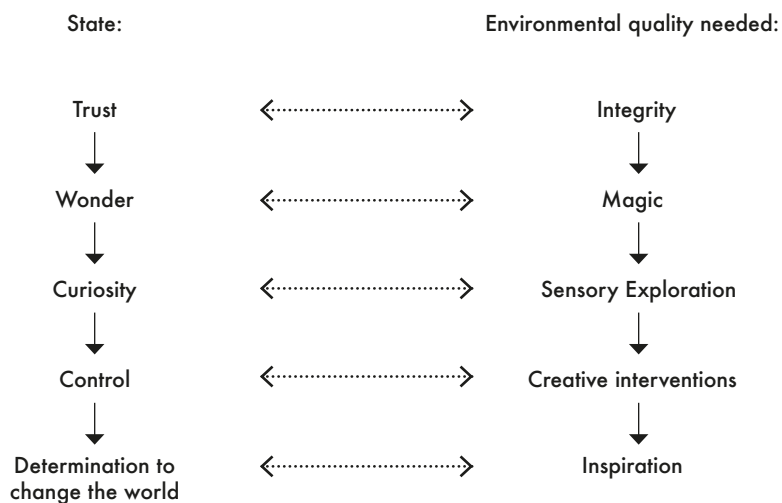 State:
Environmental quality needed:
Trust
Integrity
Wonder
Magic
Curiosity
Sensory Exploration
Control
Creative interventions
Determination to
change the world
Inspiration